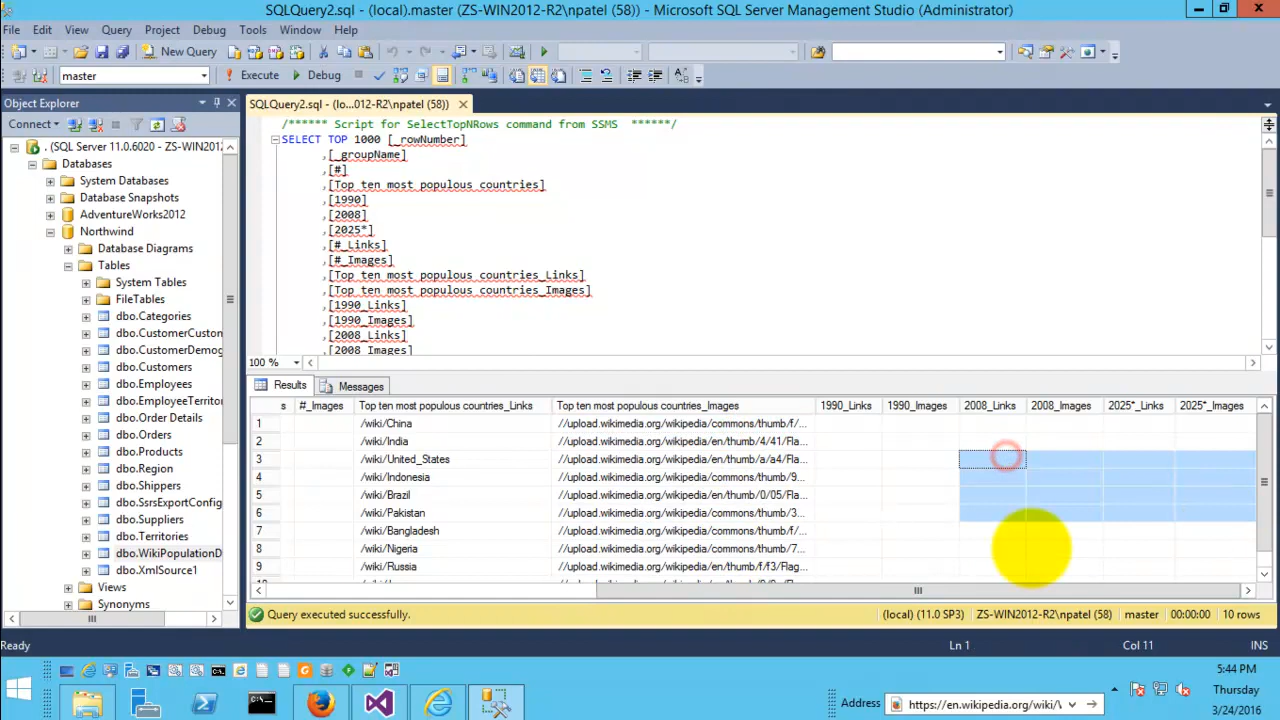 SQLQuery2.sql - (local).master (ZS-WIN2012-R2\npatel (58)) - Microsoft SQL Server Management Studio (Administrator)
File Edit View Query Project Debug Tools Window Help
New Query
master Execute Debug
Object Explorer
SQLQuery2.sql - (lo...012-R2\npatel (58))
Connect
. (SQL Server 11.0.6020 - ZS-WIN2012
Databases
System Databases
Database Snapshots
AdventureWorks2012
Northwind
Database Diagrams
Tables
System Tables
FileTables
dbo.Categories
dbo.CustomerCustom
dbo.CustomerDemog
dbo.Customers
dbo.Employees
dbo.EmployeeTerritor
dbo.Order Details
dbo.Orders
dbo.Products
dbo.Region
dbo.Shippers
dbo.SsrsExportConfig
dbo.Suppliers
dbo.Territories
dbo.WikiPopulationD
dbo.XmlSource1
Views
Synonyms
/****** Script for SelectTopNRows command from SSMS ******/
SELECT TOP 1000 [_rowNumber]
,[_groupName]
,[#]
,[Top ten most populous countries]
,[1990]
,[2008]
,[2025*]
,[#_Links]
,[#_Images]
,[Top ten most populous countries_Links]
,[Top ten most populous countries_Images]
,[1990_Links]
,[1990_Images]
,[2008_Links]
,[2008_Images]
100 %
Results Messages
s #_Images Top ten most populous countries_Links Top ten most populous countries_Images 1990_Links 1990_Images 2008_Links 2008_Images 2025*_Links 2025*_Images
1 /wiki/China //upload.wikimedia.org/wikipedia/commons/thumb/f/...
2 /wiki/India //upload.wikimedia.org/wikipedia/en/thumb/4/41/Fla...
3 /wiki/United_States //upload.wikimedia.org/wikipedia/en/thumb/a/a4/Flag...
4 /wiki/Indonesia //upload.wikimedia.org/wikipedia/commons/thumb/9...
5 /wiki/Brazil //upload.wikimedia.org/wikipedia/en/thumb/0/05/Fla...
6 /wiki/Pakistan //upload.wikimedia.org/wikipedia/commons/thumb/3...
7 /wiki/Bangladesh //upload.wikimedia.org/wikipedia/commons/thumb/f/...
8 /wiki/Nigeria //upload.wikimedia.org/wikipedia/commons/thumb/7...
9 /wiki/Russia //upload.wikimedia.org/wikipedia/en/thumb/f/f3/Flag...
Query executed successfully. (local) (11.0 SP3) ZS-WIN2012-R2\npatel (58) master 00:00:00 10 rows
Ready Ln 1 Col 11 INS
5:44 PM
Thursday
3/24/2016
Address https://en.wikipedia.org/wiki/